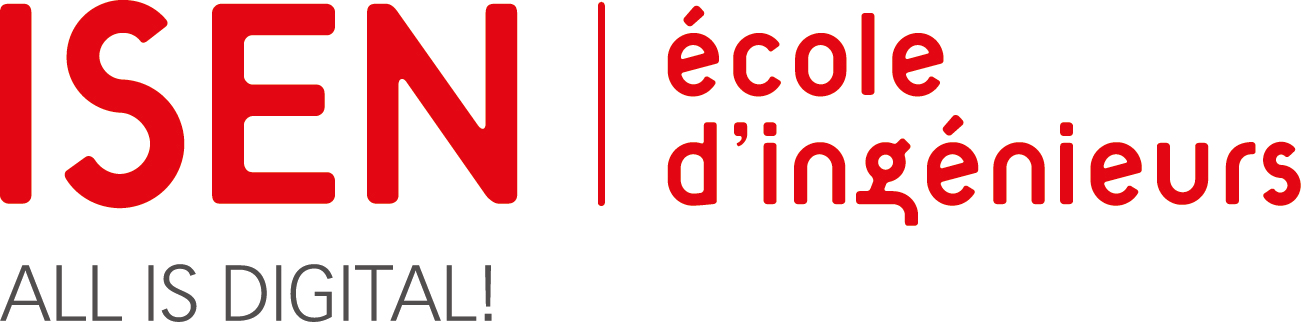 ISEN
école
d'ingénieurs
ALL IS DIGITAL!